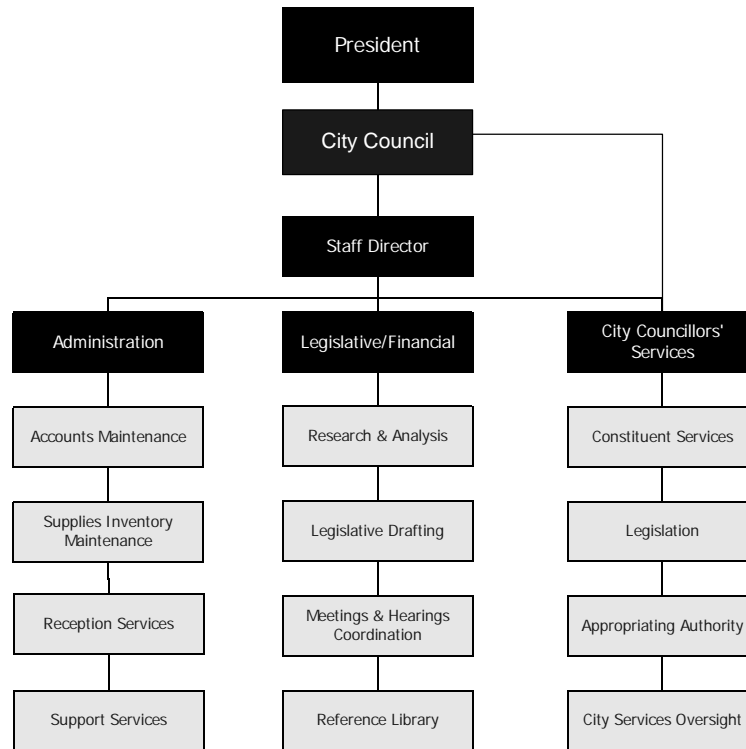 President
City Council
Staff Director
Administration
Legislative/Financial
City Councillors'
Services
Accounts Maintenance
Research & Analysis
Constituent Services
Supplies Inventory
Maintenance
Legislative Drafting
Legislation
Reception Services
Meetings & Hearings
Coordination
Appropriating Authority
Support Services
Reference Library
City Services Oversight